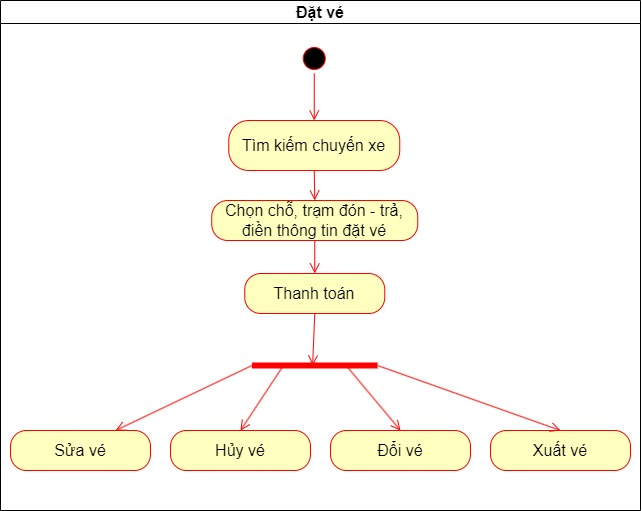 Đặt vé
Tìm kiếm chuyến xe
Chọn chỗ, trạm đón - trả,
điền thông tin đặt vé
Thanh toán
Sửa vé
Hủy vé
Đổi vé
Xuất vé